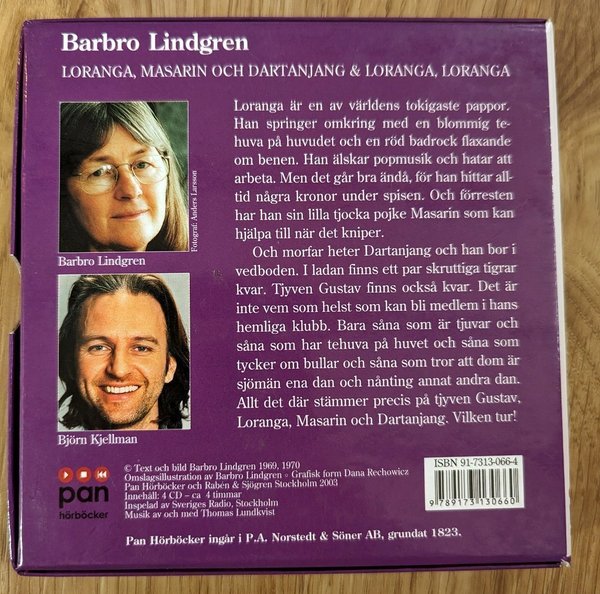 Barbro Lindgren
LORANGA, MASARIN OCH DARTANJANG & LORANGA, LORANGA
Fotograf: Anders Larsson
Barbro Lindgren
Björn Kjellman
Loranga är en av världens tokigaste pappor.
Han springer omkring med en blommig te-
huva på huvudet och en röd badrock flaxande
om benen. Han älskar popmusik och hatar att
arbeta. Men det går bra ändå, för han hittar all-
tid några kronor under spisen. Och förresten
har han sin lilla tjocka pojke Masarin som kan
hjälpa till när det kniper.
Och morfar heter Dartanjang och han bor i
vedboden. I ladan finns ett par skruttiga tigrar
kvar. Tjyven Gustav finns också kvar. Det är
inte vem som helst som kan bli medlem i hans
hemliga klubb. Bara såna som är tjuvar och
såna som har tehuva på huvet och såna som
tycker om bullar och såna som tror att dom är
sjömän ena dan och nånting annat andra dan.
Allt det där stämmer precis på tjyven Gustav,
Loranga, Masarin och Dartanjang. Vilken tur!
pan
hörböcker
© Text och bild Barbro Lindgren 1969, 1970
Omslagsillustration av Barbro Lindgren ◦ Grafisk form Dana Rechowicz
Pan Hörböcker och Rabén & Sjögren Stockholm 2003
Innehåll: 4 CD – ca 4 timmar
Inspelad av Sveriges Radio, Stockholm
Musik av och med Thomas Lundkvist
ISBN 91-7313-066-4
9 789173 130660
Pan Hörböcker ingår i P.A. Norstedt & Söner AB, grundat 1823.